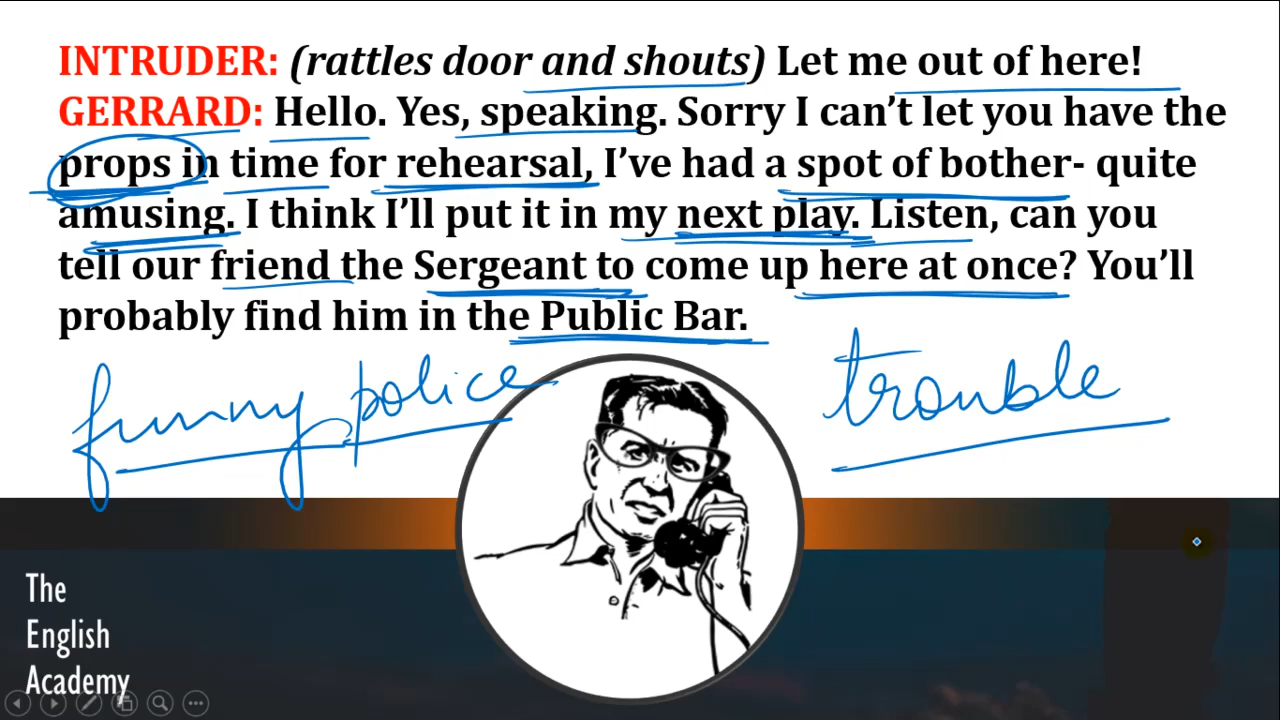 INTRUDER: (rattles door and shouts) Let me out of here!
GERRARD: Hello. Yes, speaking. Sorry I can't let you have the
props in time for rehearsal, I've had a spot of bother- quite
amusing. I think I'll put it in my next play. Listen, can you
tell our friend the Sergeant to come up here at once? You'll
probably find him in the Public Bar.
funny police trouble
The
English
Academy